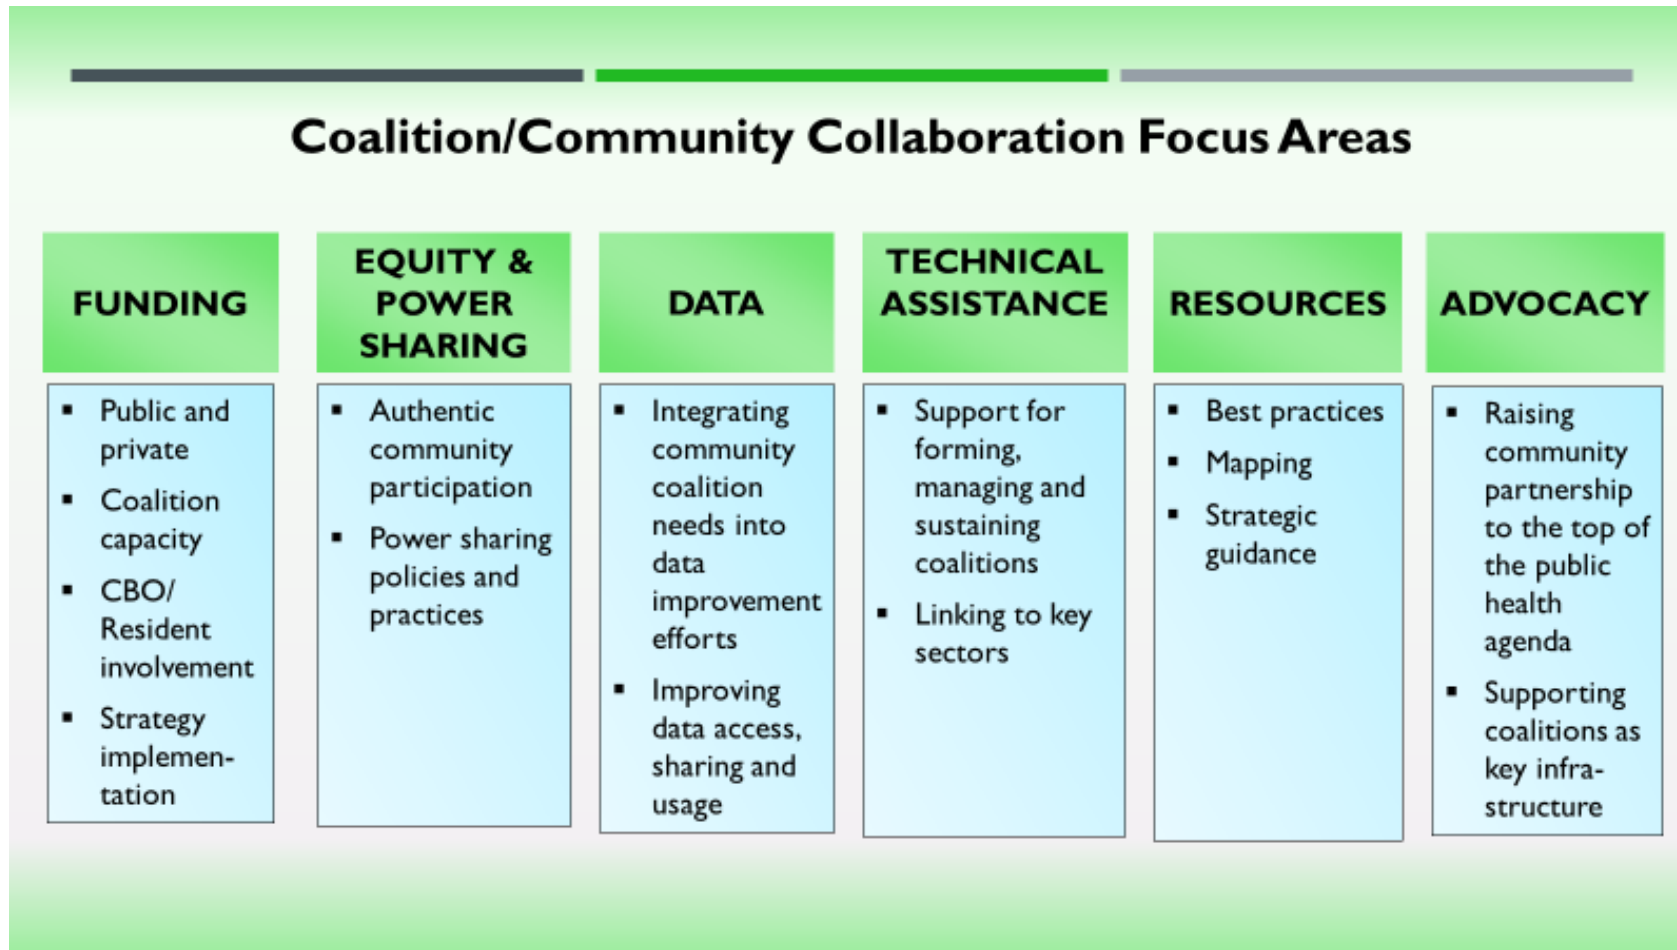 Coalition/Community Collaboration Focus Areas
FUNDING
▪ Public and
private
▪ Coalition
capacity
▪ CBO/
Resident
involvement
▪ Strategy
implemen-
tation
EQUITY &
POWER
SHARING
▪ Authentic
community
participation
▪ Power sharing
policies and
practices
DATA
▪ Integrating
community
coalition
needs into
data
improvement
efforts
▪ Improving
data access,
sharing and
usage
TECHNICAL
ASSISTANCE
▪ Support for
forming,
managing and
sustaining
coalitions
▪ Linking to key
sectors
RESOURCES
▪ Best practices
▪ Mapping
▪ Strategic
guidance
ADVOCACY
▪ Raising
community
partnership
to the top of
the public
health
agenda
▪ Supporting
coalitions as
key infra-
structure